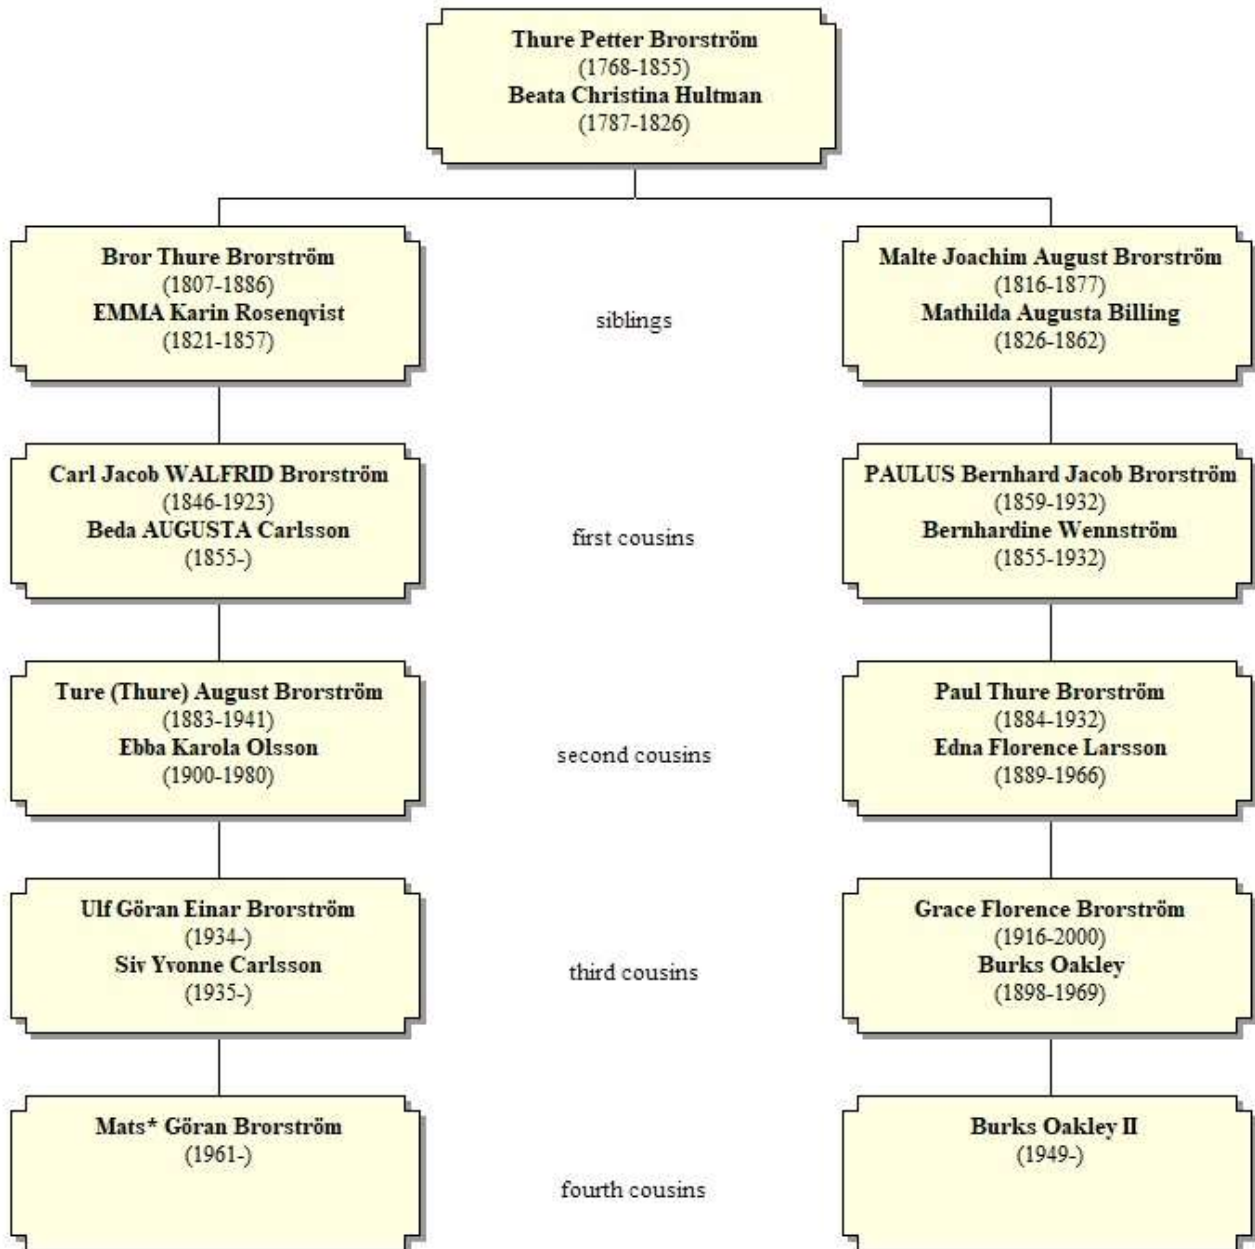 Thure Petter Brorström
(1768-1855)
Beata Christina Hultman
(1787-1826)
Bror Thure Brorström
(1807-1886)
EMMA Karin Rosenqvist
(1821-1857)
siblings
Malte Joachim August Brorström
(1816-1877)
Mathilda Augusta Billing
(1826-1862)
Carl Jacob WALFRID Brorström
(1846-1923)
Beda AUGUSTA Carlsson
(1855-)
first cousins
PAULUS Bernhard Jacob Brorström
(1859-1932)
Bernhardine Wennström
(1855-1932)
Ture (Thure) August Brorström
(1883-1941)
Ebba Karola Olsson
(1900-1980)
second cousins
Paul Thure Brorström
(1884-1932)
Edna Florence Larsson
(1889-1966)
Ulf Göran Einar Brorström
(1934-)
Siv Yvonne Carlsson
(1935-)
third cousins
Grace Florence Brorström
(1916-2000)
Burks Oakley
(1898-1969)
Mats* Göran Brorström
(1961-)
fourth cousins
Burks Oakley II
(1949-)